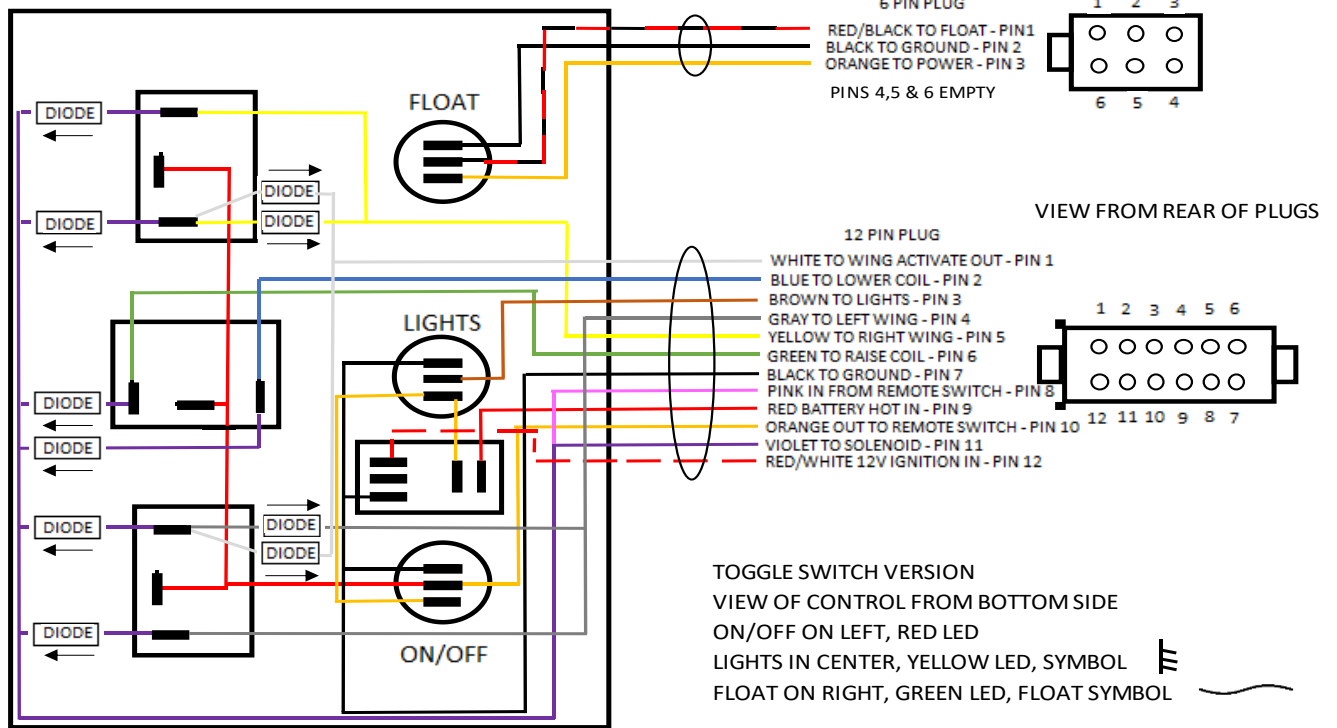 6 PIN PLUG
1 2 3
RED/BLACK TO FLOAT - PIN1
BLACK TO GROUND - PIN 2
ORANGE TO POWER - PIN 3
PINS 4,5 & 6 EMPTY
6 5 4
FLOAT
DIODE
DIODE
DIODE
DIODE
VIEW FROM REAR OF PLUGS
12 PIN PLUG
WHITE TO WING ACTIVATE OUT - PIN 1
BLUE TO LOWER COIL - PIN 2
BROWN TO LIGHTS - PIN 3
GRAY TO LEFT WING - PIN 4
YELLOW TO RIGHT WING - PIN 5
GREEN TO RAISE COIL - PIN 6
BLACK TO GROUND - PIN 7
PINK IN FROM REMOTE SWITCH - PIN 8
RED BATTERY HOT IN - PIN 9
ORANGE OUT TO REMOTE SWITCH - PIN 10
VIOLET TO SOLENOID - PIN 11
RED/WHITE 12V IGNITION IN - PIN 12
1 2 3 4 5 6
12 11 10 9 8 7
LIGHTS
DIODE
DIODE
DIODE
DIODE
DIODE
DIODE
ON/OFF
TOGGLE SWITCH VERSION
VIEW OF CONTROL FROM BOTTOM SIDE
ON/OFF ON LEFT, RED LED
LIGHTS IN CENTER, YELLOW LED, SYMBOL
FLOAT ON RIGHT, GREEN LED, FLOAT SYMBOL